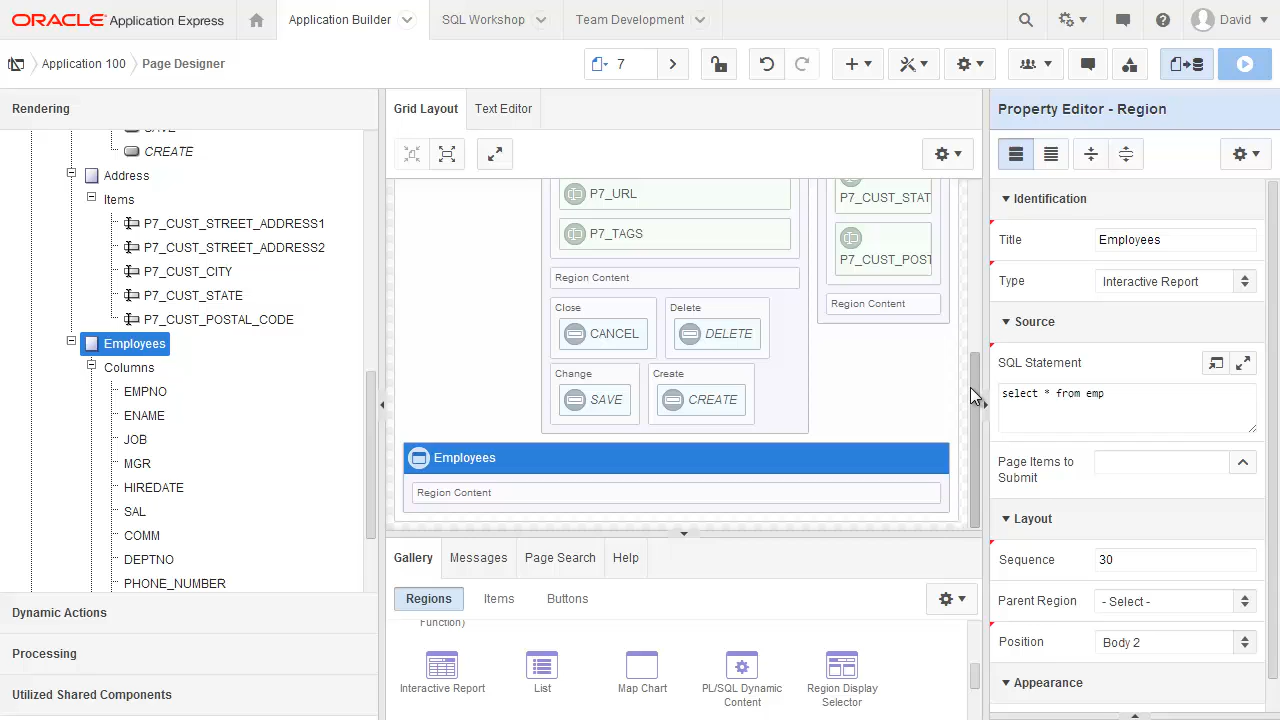 ORACLE Application Express
Application Builder
SQL Workshop
Team Development
David
Application 100
Page Designer
7
Rendering
SAVE
CREATE
Address
Items
P7_CUST_STREET_ADDRESS1
P7_CUST_STREET_ADDRESS2
P7_CUST_CITY
P7_CUST_STATE
P7_CUST_POSTAL_CODE
Employees
Columns
EMPNO
ENAME
JOB
MGR
HIREDATE
SAL
COMM
DEPTNO
PHONE_NUMBER
Dynamic Actions
Processing
Utilized Shared Components
Grid Layout
Text Editor
P7_URL
P7_TAGS
Region Content
P7_CUST_STAT
P7_CUST_POST
Region Content
Close
CANCEL
Delete
DELETE
Change
SAVE
Create
CREATE
Employees
Region Content
Gallery
Messages
Page Search
Help
Regions
Items
Buttons
Function)
Interactive Report
List
Map Chart
PL/SQL Dynamic
Content
Region Display
Selector
Property Editor - Region
Identification
Title
Employees
Type
Interactive Report
Source
SQL Statement
select * from emp
Page Items to
Submit
Layout
Sequence
30
Parent Region
- Select -
Position
Body 2
Appearance